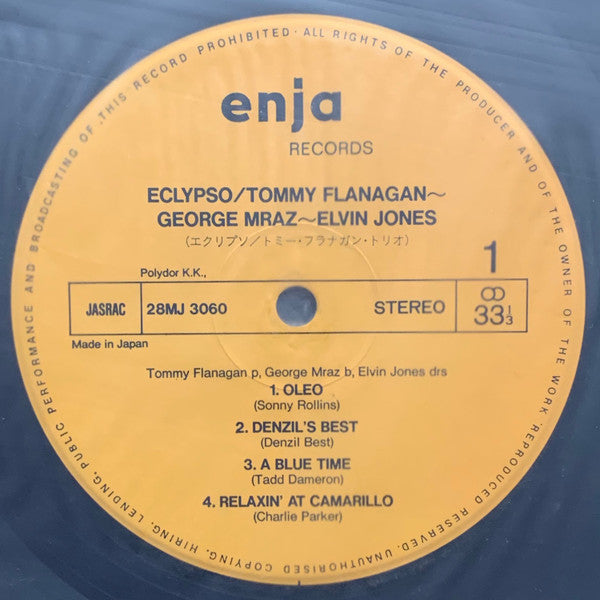 enja
RECORDS
ECLYPSO/TOMMY FLANAGAN~
GEORGE MRAZ~ELVIN JONES
(エクリプソ/トミー・フラナガン・トリオ)
1
Polydor K.K.,
JASRAC
28MJ 3060
STEREO
33 1/3
Made in Japan
Tommy Flanagan p, George Mraz b, Elvin Jones drs
1. OLEO
(Sonny Rollins)
2. DENZIL'S BEST
(Denzil Best)
3. A BLUE TIME
(Tadd Dameron)
4. RELAXIN' AT CAMARILLO
(Charlie Parker)
ALL RIGHTS OF THE PRODUCER AND OF THE OWNER OF THE WORK REPRODUCED RESERVED. UNAUTHORISED COPYING, HIRING, LENDING, PUBLIC PERFORMANCE AND BROADCASTING OF THIS RECORD PROHIBITED·